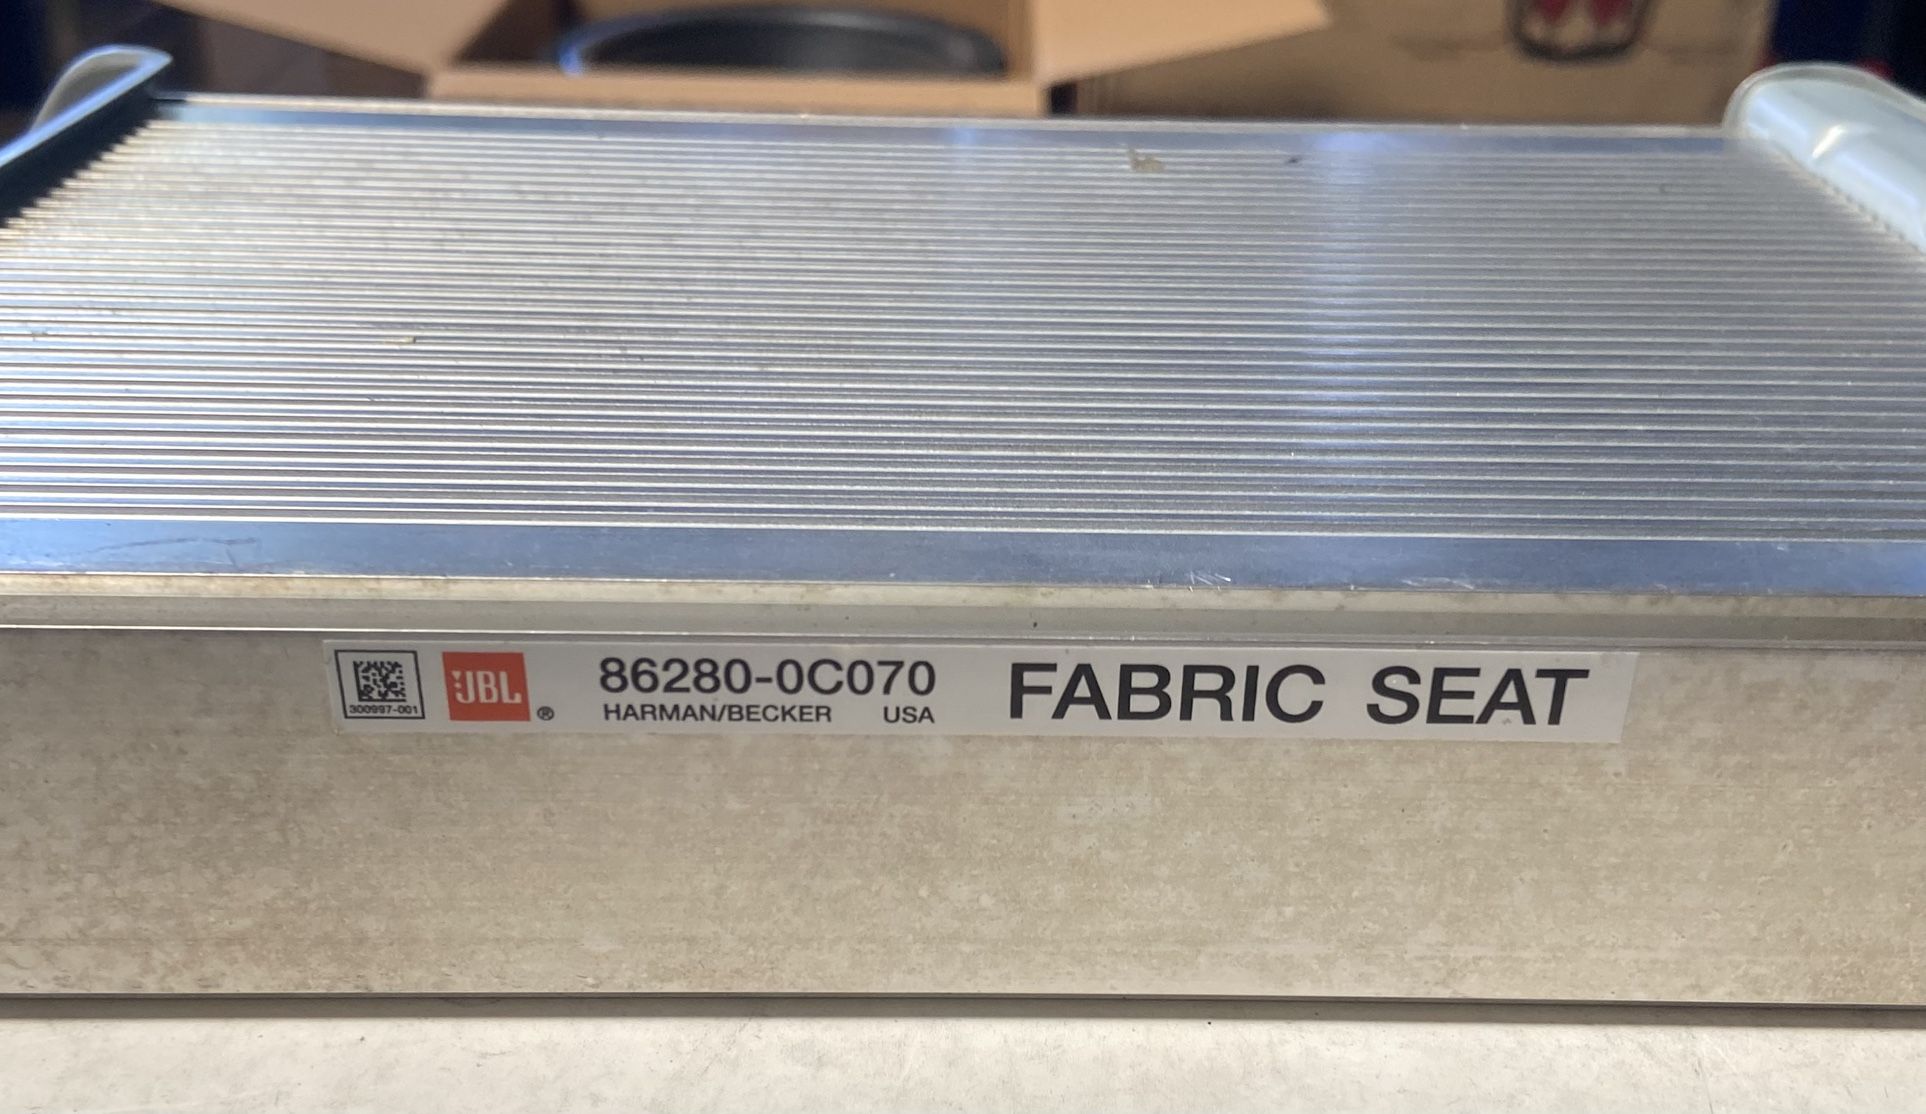 300997-001
JBL ®
86280-0C070
HARMAN/BECKER USA
FABRIC SEAT